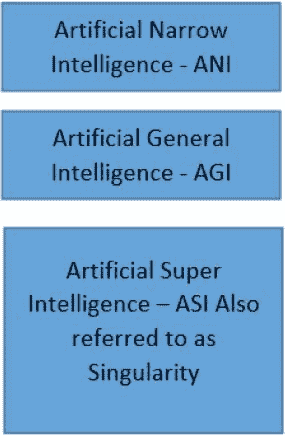 Artificial Narrow
Intelligence - ANI
Artificial General
Intelligence - AGI
Artificial Super
Intelligence – ASI Also
referred to as
Singularity